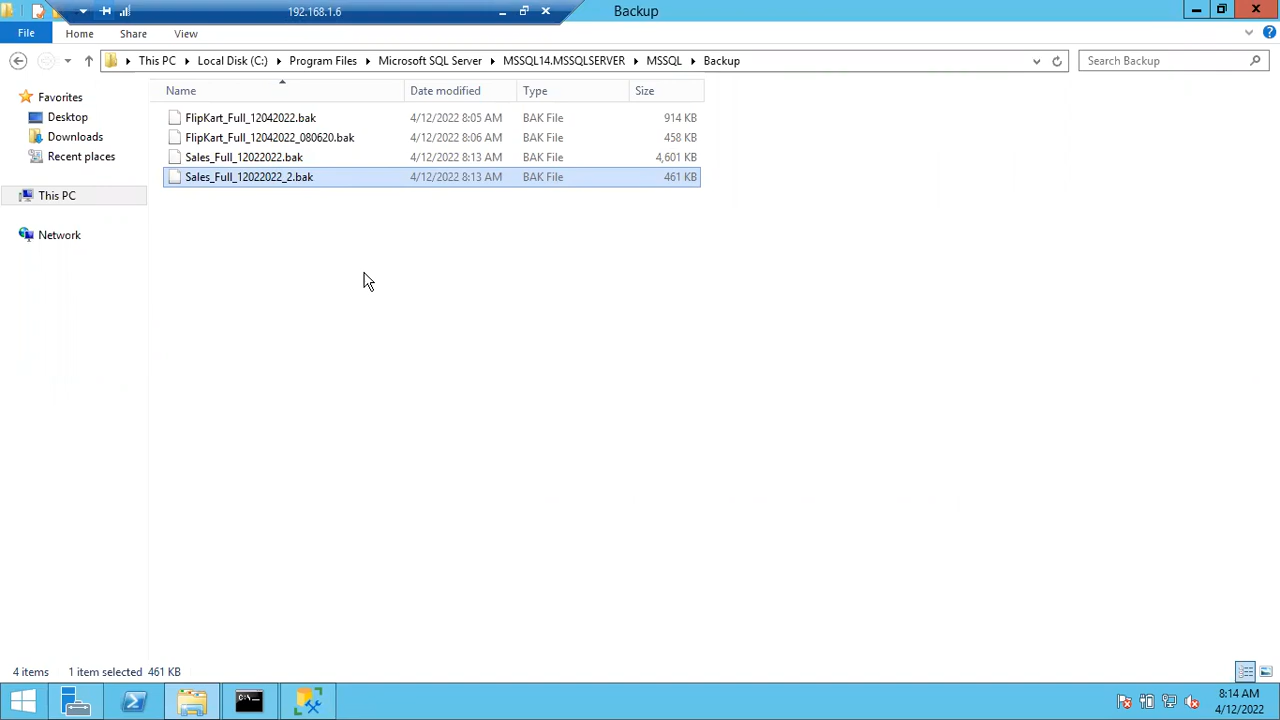 192.168.1.6
Backup
File Home Share View
This PC Local Disk (C:) Program Files Microsoft SQL Server MSSQL14.MSSQLSERVER MSSQL Backup
Search Backup
Favorites
Desktop
Downloads
Recent places
This PC
Network
Name Date modified Type Size
FlipKart_Full_12042022.bak 4/12/2022 8:05 AM BAK File 914 KB
FlipKart_Full_12042022_080620.bak 4/12/2022 8:06 AM BAK File 458 KB
Sales_Full_12022022.bak 4/12/2022 8:13 AM BAK File 4,601 KB
Sales_Full_12022022_2.bak 4/12/2022 8:13 AM BAK File 461 KB
4 items 1 item selected 461 KB
8:14 AM
4/12/2022